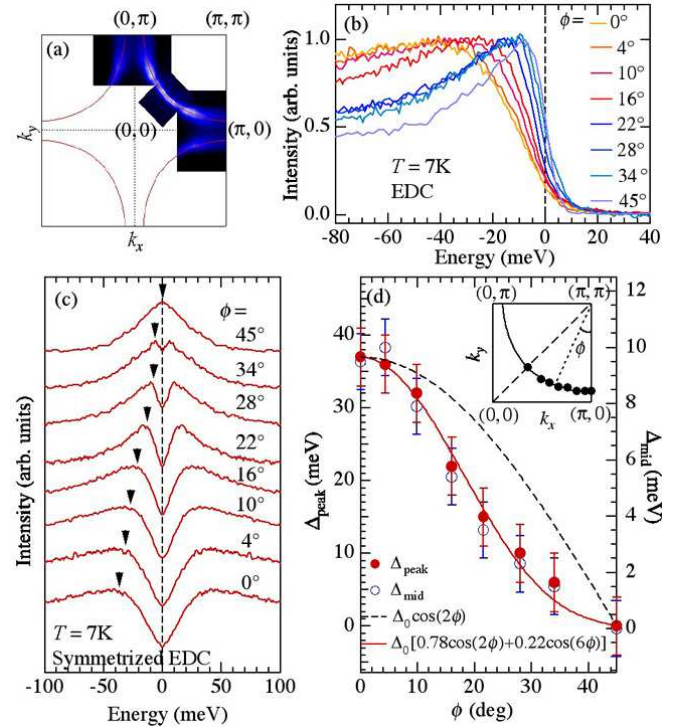 (0, π)
(π, π)
(a)
(0, 0)
(π, 0)
k_y
k_x
(b)
ϕ=
0°
4°
10°
16°
22°
28°
34°
45°
1.0
0.5
0.0
Intensity (arb. units)
T = 7K
EDC
-80
-60
-40
-20
0
20
40
Energy (meV)
(c)
ϕ =
45°
34°
28°
22°
16°
10°
4°
0°
Intensity (arb. units)
T = 7K
Symmetrized EDC
-100
-50
0
50
100
Energy (meV)
(d)
(0, π)
(π, π)
ϕ
k_y
(0, 0)
k_x
(π, 0)
40
30
20
10
0
Δ_peak (meV)
12
10
8
6
4
2
0
Δ_mid (meV)
Δ_peak
Δ_mid
Δ_0cos(2ϕ)
Δ_0[0.78cos(2ϕ)+0.22cos(6ϕ)]
0
10
20
30
40
ϕ (deg)